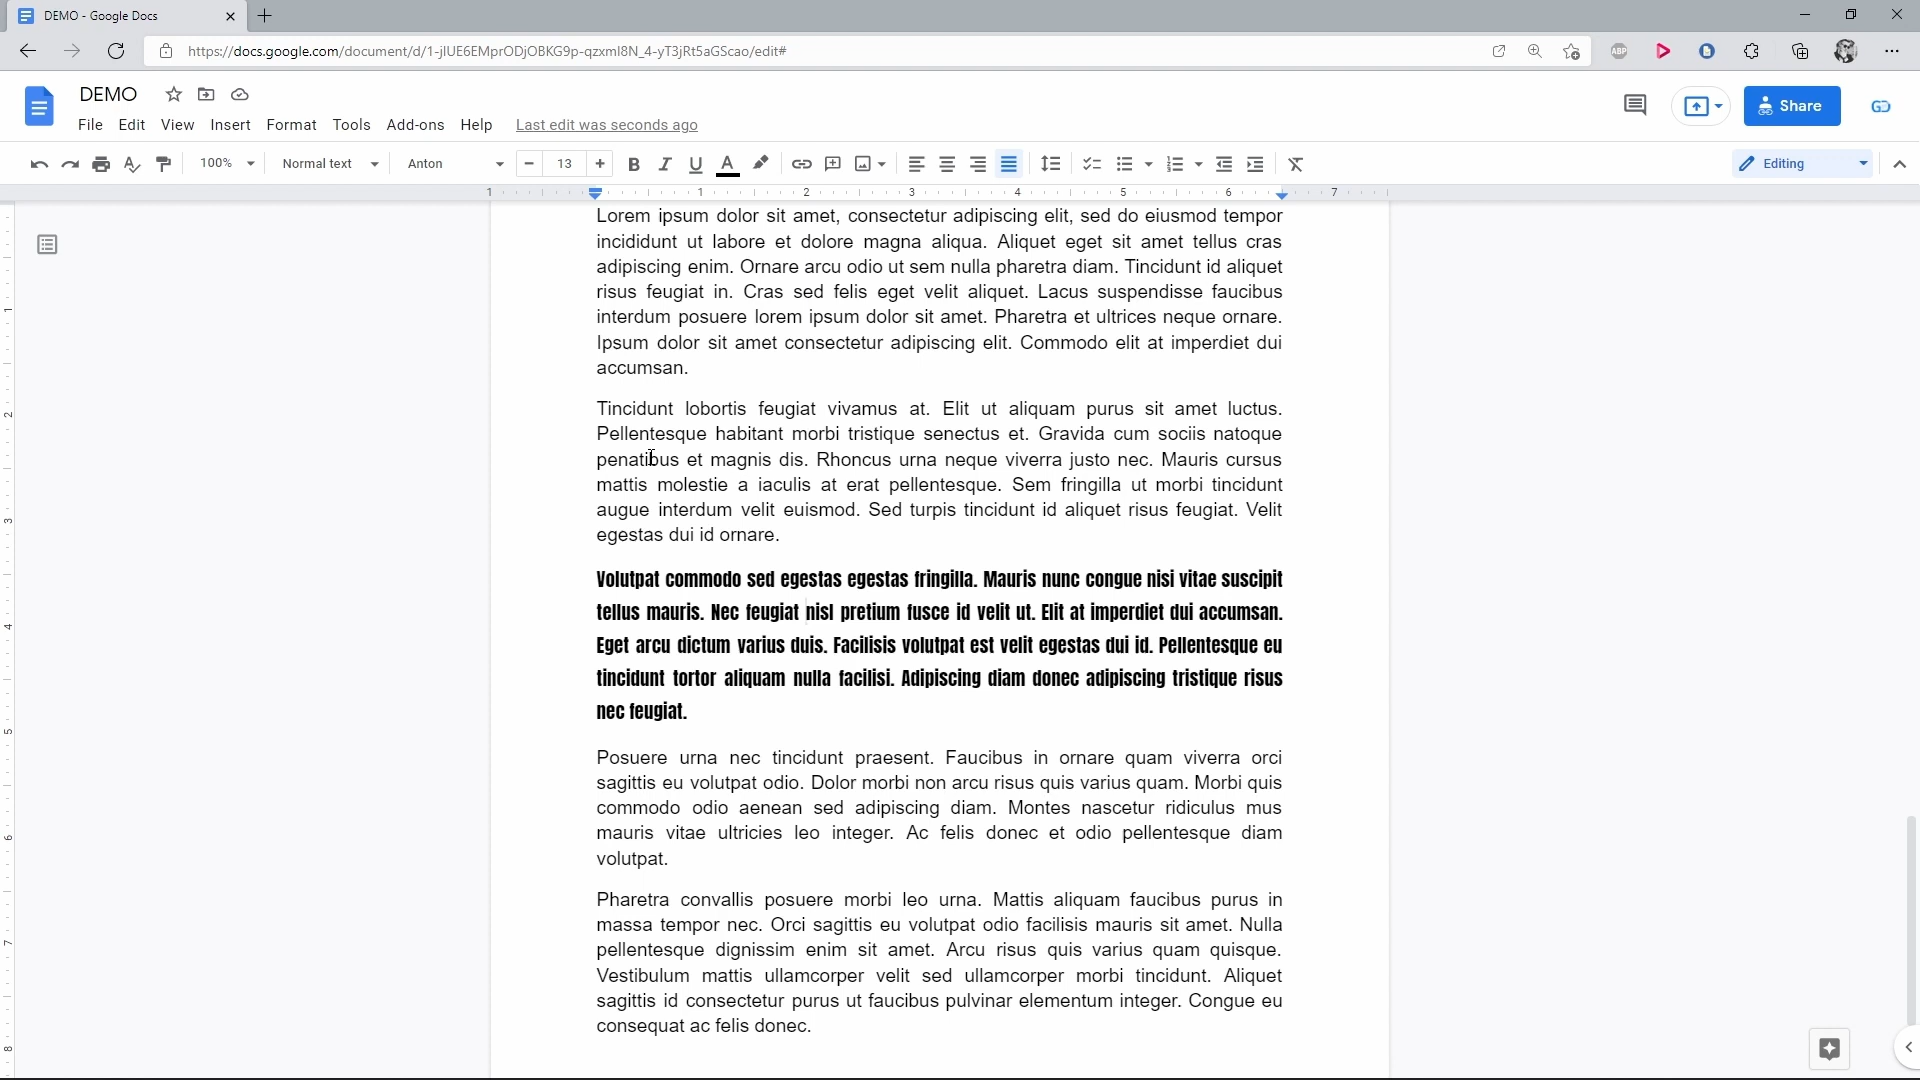 DEMO - Google Docs
https://docs.google.com/document/d/1-jIUE6EMprODjOBKG9p-qzxmI8N_4-yT3jRt5aGScao/edit#
ABP
DEMO
Share
File Edit View Insert Format Tools Add-ons Help Last edit was seconds ago
100% Normal text Anton 13 B I U A Editing
1 1 2 3 4 5 6 7
Lorem ipsum dolor sit amet, consectetur adipiscing elit, sed do eiusmod tempor
incididunt ut labore et dolore magna aliqua. Aliquet eget sit amet tellus cras
adipiscing enim. Ornare arcu odio ut sem nulla pharetra diam. Tincidunt id aliquet
risus feugiat in. Cras sed felis eget velit aliquet. Lacus suspendisse faucibus
interdum posuere lorem ipsum dolor sit amet. Pharetra et ultrices neque ornare.
Ipsum dolor sit amet consectetur adipiscing elit. Commodo elit at imperdiet dui
accumsan.
Tincidunt lobortis feugiat vivamus at. Elit ut aliquam purus sit amet luctus.
Pellentesque habitant morbi tristique senectus et. Gravida cum sociis natoque
penatibus et magnis dis. Rhoncus urna neque viverra justo nec. Mauris cursus
mattis molestie a iaculis at erat pellentesque. Sem fringilla ut morbi tincidunt
augue interdum velit euismod. Sed turpis tincidunt id aliquet risus feugiat. Velit
egestas dui id ornare.
Volutpat commodo sed egestas egestas fringilla. Mauris nunc congue nisi vitae suscipit
tellus mauris. Nec feugiat nisl pretium fusce id velit ut. Elit at imperdiet dui accumsan.
Eget arcu dictum varius duis. Facilisis volutpat est velit egestas dui id. Pellentesque eu
tincidunt tortor aliquam nulla facilisi. Adipiscing diam donec adipiscing tristique risus
nec feugiat.
Posuere urna nec tincidunt praesent. Faucibus in ornare quam viverra orci
sagittis eu volutpat odio. Dolor morbi non arcu risus quis varius quam. Morbi quis
commodo odio aenean sed adipiscing diam. Montes nascetur ridiculus mus
mauris vitae ultricies leo integer. Ac felis donec et odio pellentesque diam
volutpat.
Pharetra convallis posuere morbi leo urna. Mattis aliquam faucibus purus in
massa tempor nec. Orci sagittis eu volutpat odio facilisis mauris sit amet. Nulla
pellentesque dignissim enim sit amet. Arcu risus quis varius quam quisque.
Vestibulum mattis ullamcorper velit sed ullamcorper morbi tincidunt. Aliquet
sagittis id consectetur purus ut faucibus pulvinar elementum integer. Congue eu
consequat ac felis donec.
1
2
3
4
5
6
7
8